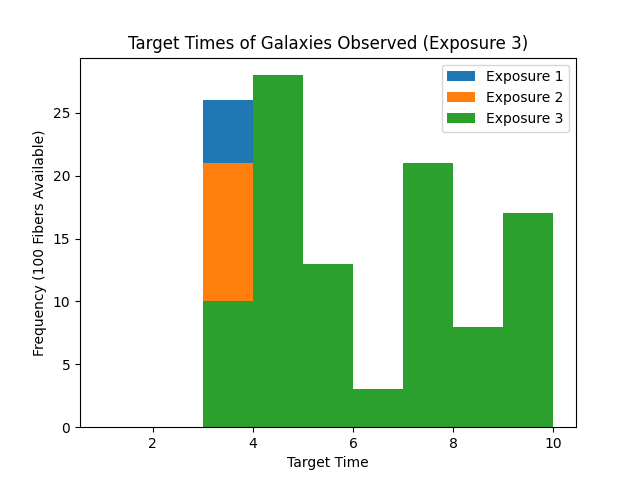 Target Times of Galaxies Observed (Exposure 3)
Exposure 1
Exposure 2
Exposure 3
Frequency (100 Fibers Available)
25
20
15
10
5
0
2 4 6 8 10
Target Time